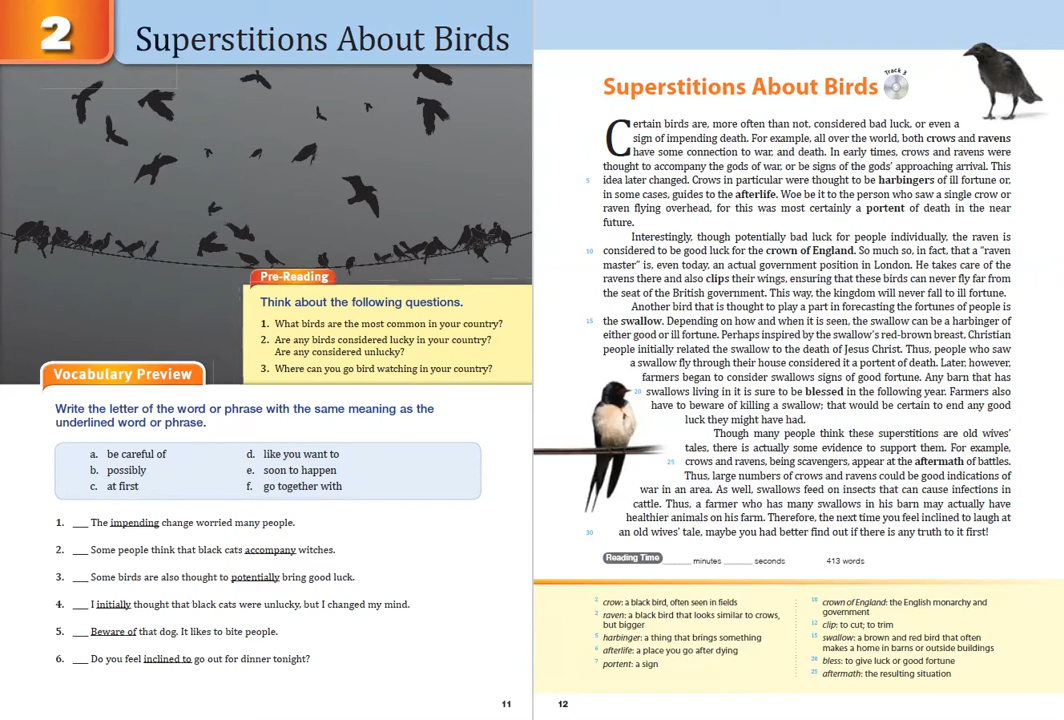 2
Superstitions About Birds
Pre-Reading
Think about the following questions.
1. What birds are the most common in your country?
2. Are any birds considered lucky in your country?
Are any considered unlucky?
3. Where can you go bird watching in your country?
Vocabulary Preview
Write the letter of the word or phrase with the same meaning as the
underlined word or phrase.
a. be careful of
b. possibly
c. at first
d. like you want to
e. soon to happen
f. go together with
1. ___ The impending change worried many people.
2. ___ Some people think that black cats accompany witches.
3. ___ Some birds are also thought to potentially bring good luck.
4. ___ I initially thought that black cats were unlucky, but I changed my mind.
5. ___ Beware of that dog. It likes to bite people.
6. ___ Do you feel inclined to go out for dinner tonight?
11
Superstitions About Birds
Track 3
Certain birds are, more often than not, considered bad luck, or even a
sign of impending death. For example, all over the world, both crows and ravens
have some connection to war, and death. In early times, crows and ravens were
thought to accompany the gods of war, or be signs of the gods' approaching arrival. This
5 idea later changed. Crows in particular were thought to be harbingers of ill fortune or,
in some cases, guides to the afterlife. Woe be it to the person who saw a single crow or
raven flying overhead, for this was most certainly a portent of death in the near
future.
Interestingly, though potentially bad luck for people individually, the raven is
10 considered to be good luck for the crown of England. So much so, in fact, that a "raven
master" is, even today, an actual government position in London. He takes care of the
ravens there and also clips their wings, ensuring that these birds can never fly far from
the seat of the British government. This way, the kingdom will never fall to ill fortune.
Another bird that is thought to play a part in forecasting the fortunes of people is
15 the swallow. Depending on how and when it is seen, the swallow can be a harbinger of
either good or ill fortune. Perhaps inspired by the swallow's red-brown breast, Christian
people initially related the swallow to the death of Jesus Christ. Thus, people who saw
a swallow fly through their house considered it a portent of death. Later, however,
farmers began to consider swallows signs of good fortune. Any barn that has
20 swallows living in it is sure to be blessed in the following year. Farmers also
have to beware of killing a swallow; that would be certain to end any good
luck they might have had.
Though many people think these superstitions are old wives'
tales, there is actually some evidence to support them. For example,
25 crows and ravens, being scavengers, appear at the aftermath of battles.
Thus, large numbers of crows and ravens could be good indications of
war in an area. As well, swallows feed on insects that can cause infections in
cattle. Thus, a farmer who has many swallows in his barn may actually have
healthier animals on his farm. Therefore, the next time you feel inclined to laugh at
30 an old wives' tale, maybe you had better find out if there is any truth to it first!
Reading Time ______ minutes ______ seconds 413 words
2 crow: a black bird, often seen in fields
2 raven: a black bird that looks similar to crows,
but bigger
5 harbinger: a thing that brings something
6 afterlife: a place you go after dying
7 portent: a sign
10 crown of England: the English monarchy and
government
12 clip: to cut; to trim
15 swallow: a brown and red bird that often
makes a home in barns or outside buildings
20 bless: to give luck or good fortune
25 aftermath: the resulting situation
12